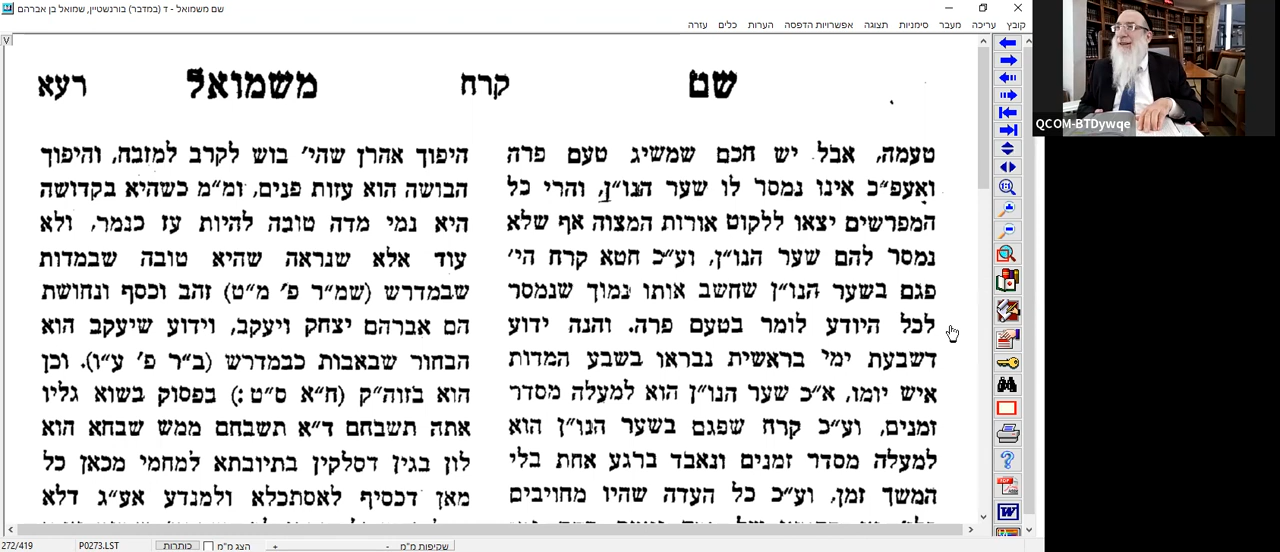 שם משמואל - ד (במדבר) בורנשטיין, שמואל בן אברהם
קובץ עריכה מעבר סימניות תצוגה אפשרויות הדפסה הערות כלים עזרה
שם קרח משמואל רעא
טעמה, אבל יש חכם שמשיג טעם פרה
ואעפ״כ אינו נמסר לו שער הנו״ן, והרי כל
המפרשים יצאו ללקוט אורות המצוה אף שלא
נמסר להם שער הנו״ן, וע״כ חטא קרח הי׳
פגם בשער הנו״ן שחשב אותו נמוך שנמסר
לכל היודע לומר בטעם פרה. והנה ידוע
דשבעת ימי בראשית נבראו בשבע המדות
איש יומו, א״כ שער הנו״ן הוא למעלה מסדר
זמנים, וע״כ קרח שפגם בשער הנו״ן הוא
למעלה מסדר זמנים ונאבד ברגע אחת בלי
המשך זמן, וע״כ כל העדה שהיו מחויבים
היפוך אהרן שהי׳ בוש לקרב למזבח, והיפוך
הבושה הוא עזות פנים, ומ״מ כשהיא בקדושה
היא נמי מדה טובה להיות עז כנמר, ולא
עוד אלא שנראה שהיא טובה שבמדות
שבמדרש (שמ״ר פ׳ מ״ט) זהב וכסף ונחושת
הם אברהם יצחק ויעקב, וידוע שיעקב הוא
הבחור שבאבות כבמדרש (ב״ר פ׳ ע״ו). וכן
הוא בזוה״ק (ח״א ס״ט:) בפסוק בשוא גליו
אתה תשבחם ד״א תשבחם ממש שבחא הוא
לון בגין דסלקין בתיובתא למחמי מכאן כל
מאן דכסיף לאסתכלא ולמנדע אע״ג דלא
QCOM-BTDywqe
272/419 P0273.LST כותרות הצג מ״מ - + שקיפות מ״מ